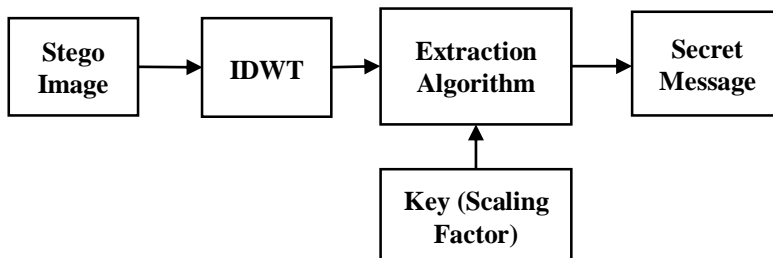 Stego
Image
IDWT
Extraction
Algorithm
Secret
Message
Key (Scaling
Factor)